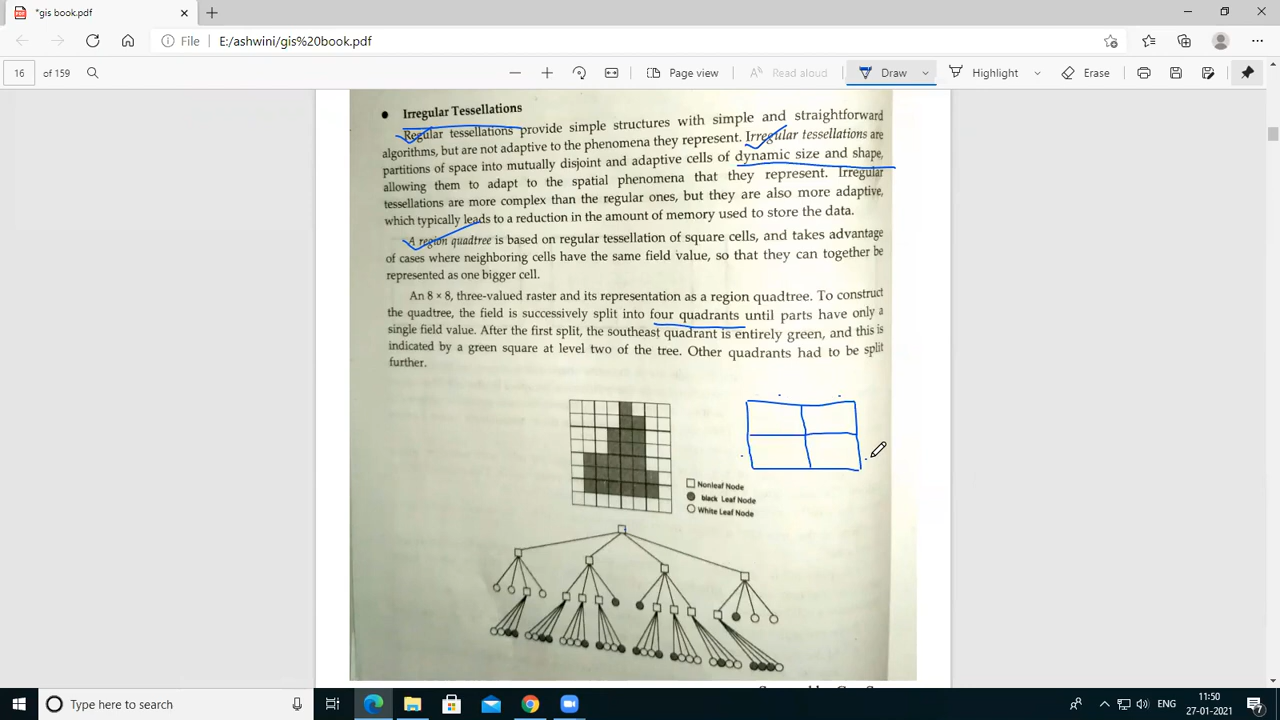 *gis book.pdf
File
E:/ashwini/gis%20book.pdf
16 of 159
Page view
Read aloud
Draw
Highlight
Erase
• Irregular Tessellations
Regular tessellations provide simple structures with simple and straightforward
algorithms, but are not adaptive to the phenomena they represent. Irregular tessellations are
partitions of space into mutually disjoint and adaptive cells of dynamic size and shape,
allowing them to adapt to the spatial phenomena that they represent. Irregular
tessellations are more complex than the regular ones, but they are also more adaptive,
which typically leads to a reduction in the amount of memory used to store the data.
A region quadtree is based on regular tessellation of square cells, and takes advantage
of cases where neighboring cells have the same field value, so that they can together be
represented as one bigger cell.
An 8 × 8, three-valued raster and its representation as a region quadtree. To construct
the quadtree, the field is successively split into four quadrants until parts have only a
single field value. After the first split, the southeast quadrant is entirely green, and this is
indicated by a green square at level two of the tree. Other quadrants had to be split
further.
Nonleaf Node
black Leaf Node
White Leaf Node
Type here to search
ENG
11:50
27-01-2021